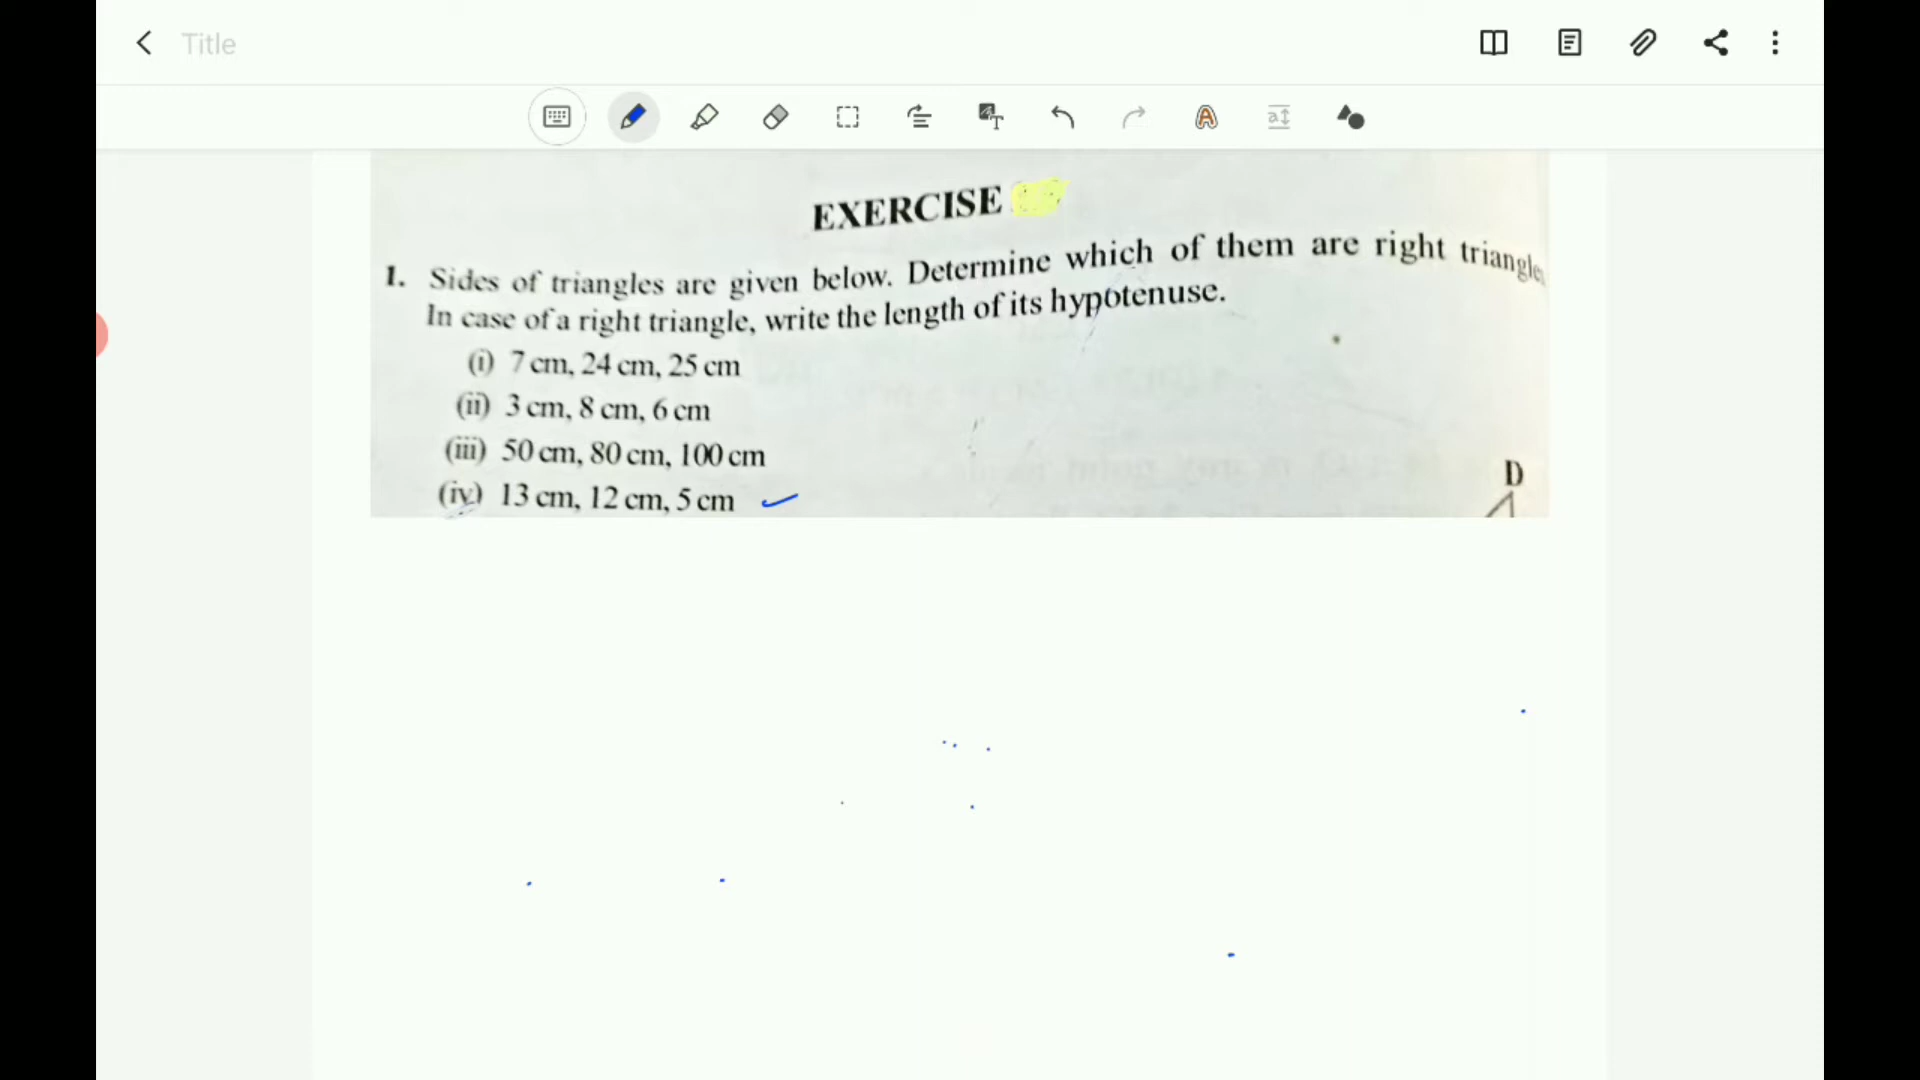 Title
EXERCISE
1. Sides of triangles are given below. Determine which of them are right
In case of a right triangle, write the length of its hypotenuse.
(i) 7 cm, 24 cm, 25 cm
(ii) 3 cm, 8 cm, 6 cm
(iii) 50 cm, 80 cm, 100 cm
(iv) 13 cm, 12 cm, 5 cm
D